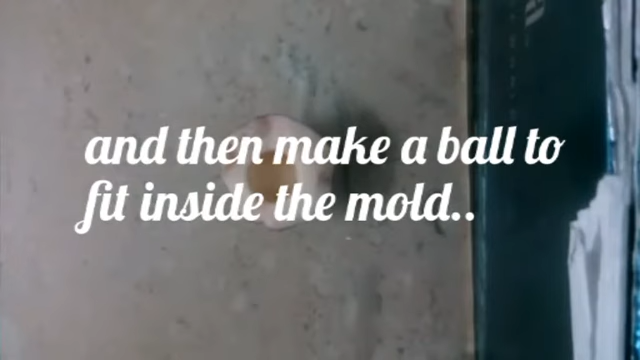 and then make a ball to
fit inside the mold..